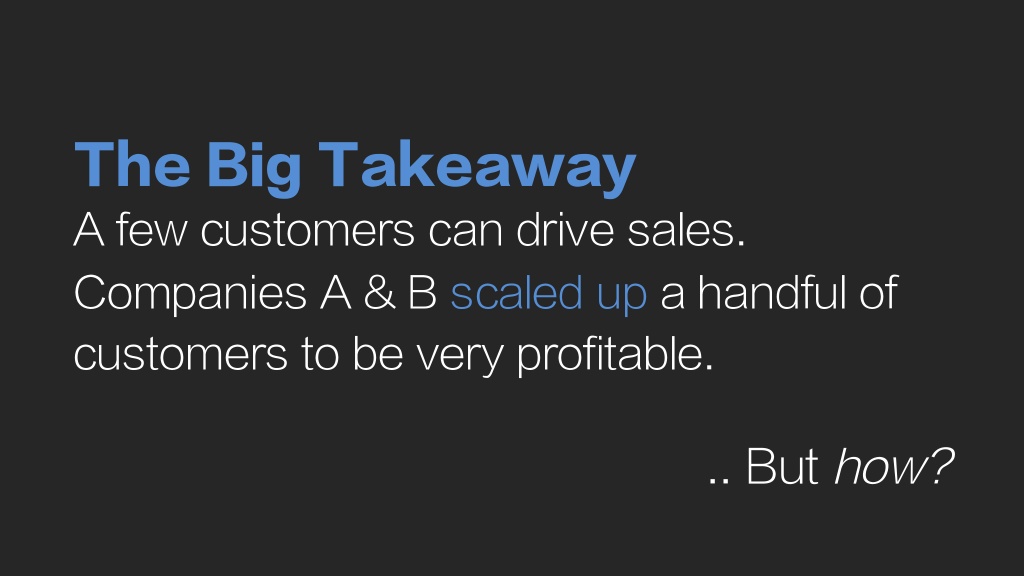 The Big Takeaway
A few customers can drive sales.
Companies A & B scaled up a handful of
customers to be very profitable.
.. But how?